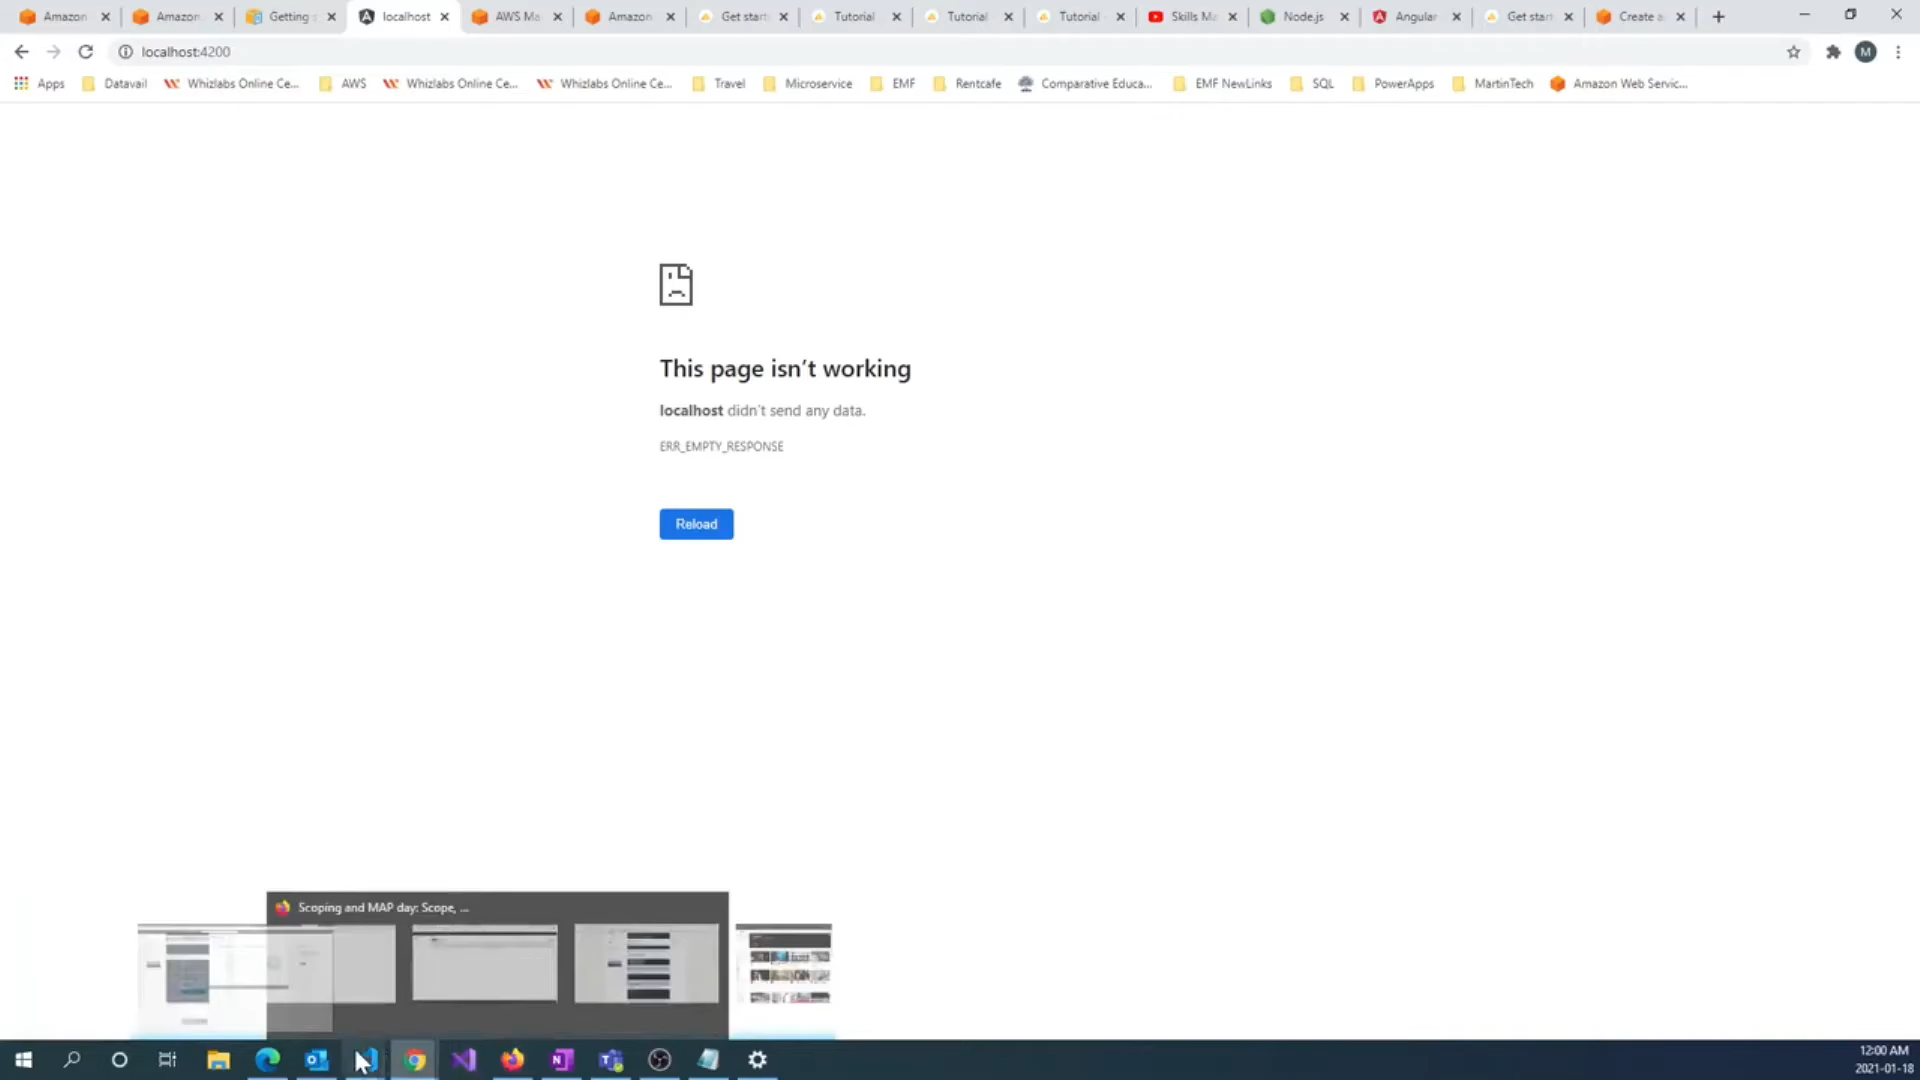 Amazon
Amazon
Getting
localhost
AWS Ma
Amazon
Get start
Tutorial
Tutorial
Tutorial
Skills Ma
Node.js
Angular
Get start
Create a
localhost:4200
M
Apps
Datavail
Whizlabs Online Ce...
AWS
Whizlabs Online Ce...
Whizlabs Online Ce...
Travel
Microservice
EMF
Rentcafe
Comparative Educa...
EMF NewLinks
SQL
PowerApps
MartinTech
Amazon Web Servic...
This page isn't working
localhost didn't send any data.
ERR_EMPTY_RESPONSE
Reload
Scoping and MAP day: Scope, ...
12:00 AM
2021-01-18